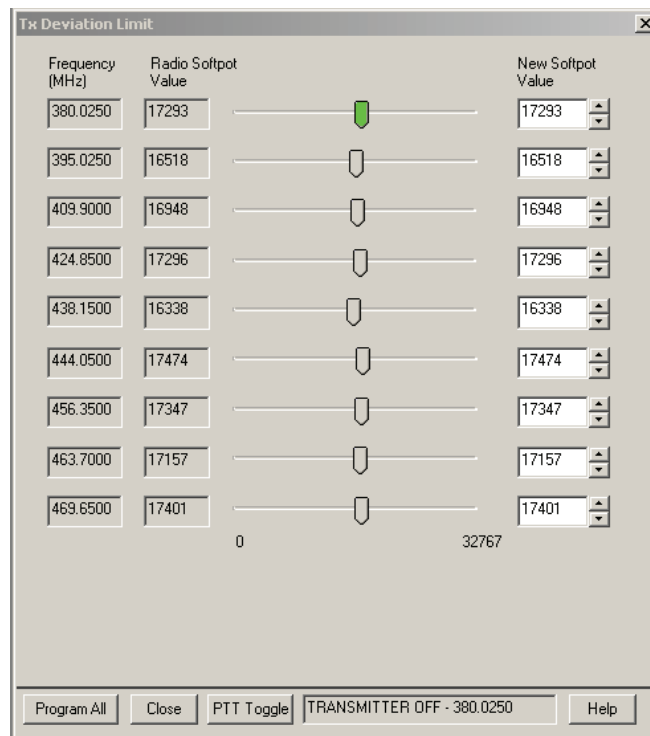 Tx Deviation Limit
Frequency (MHz) Radio Softpot Value New Softpot Value
380.0250 17293 17293
395.0250 16518 16518
409.9000 16948 16948
424.8500 17296 17296
438.1500 16338 16338
444.0500 17474 17474
456.3500 17347 17347
463.7000 17157 17157
469.6500 17401 17401
0 32767
Program All Close PTT Toggle TRANSMITTER OFF - 380.0250 Help